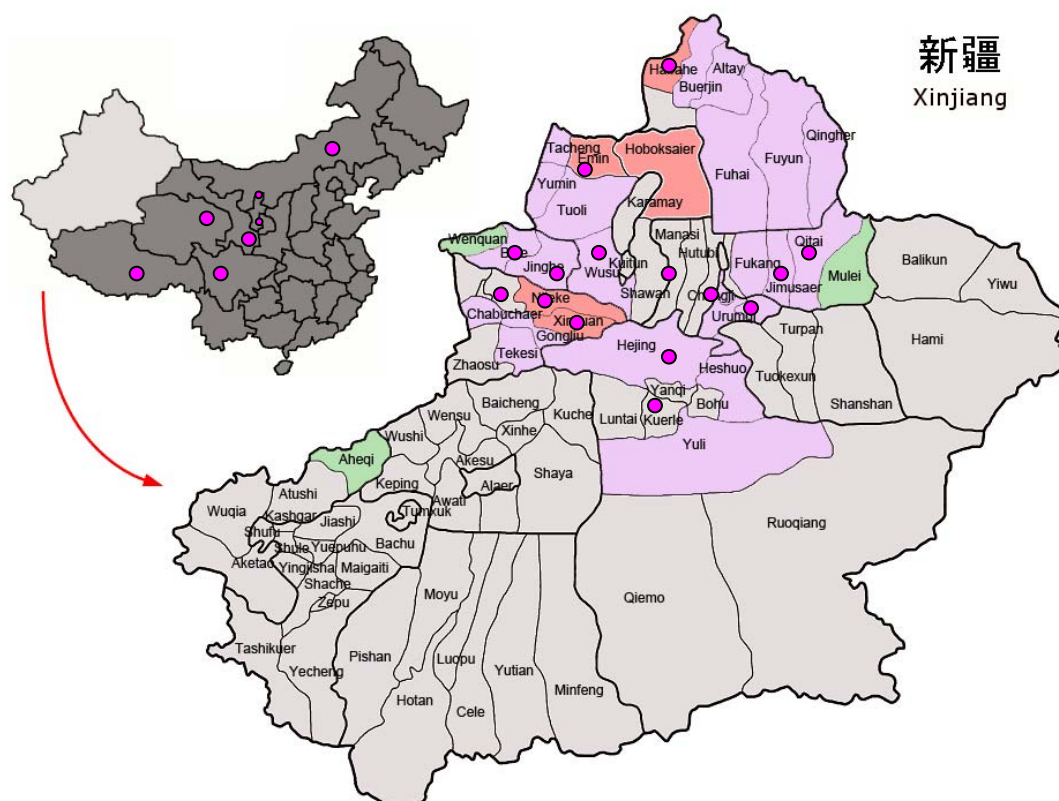 新疆
Xinjiang
Habahe
Altay
Buerjin
Qingher
Tacheng
Emin
Hoboksaier
Fuyun
Fuhai
Yumin
Tuoli
Karamay
Wenquan
Bole
Jinghe
Wusu
Kuitun
Manasi
Hutubi
Shawan
Qitai
Fukang
Jimusaer
Mulei
Balikun
Yiwu
Nileke
Chabuchaer
Changji
Urumqi
Xinyuan
Gongliu
Turpan
Hami
Hejing
Tekesi
Zhaosu
Heshuo
Tuokexun
Shanshan
Yanqi
Bohu
Luntai
Kuerle
Yuli
Baicheng
Wensu
Kuche
Xinhe
Wushi
Aheqi
Akesu
Keping
Shaya
Alaer
Awati
Tumxuk
Atushi
Wuqia
Kashgar
Jiashi
Shufu
Shule
Yuepuhu
Bachu
Aketao
Yingjisha
Maigaiti
Shache
Zepu
Ruoqiang
Qiemo
Moyu
Tashikuer
Yecheng
Pishan
Luopu
Yutian
Minfeng
Hotan
Cele